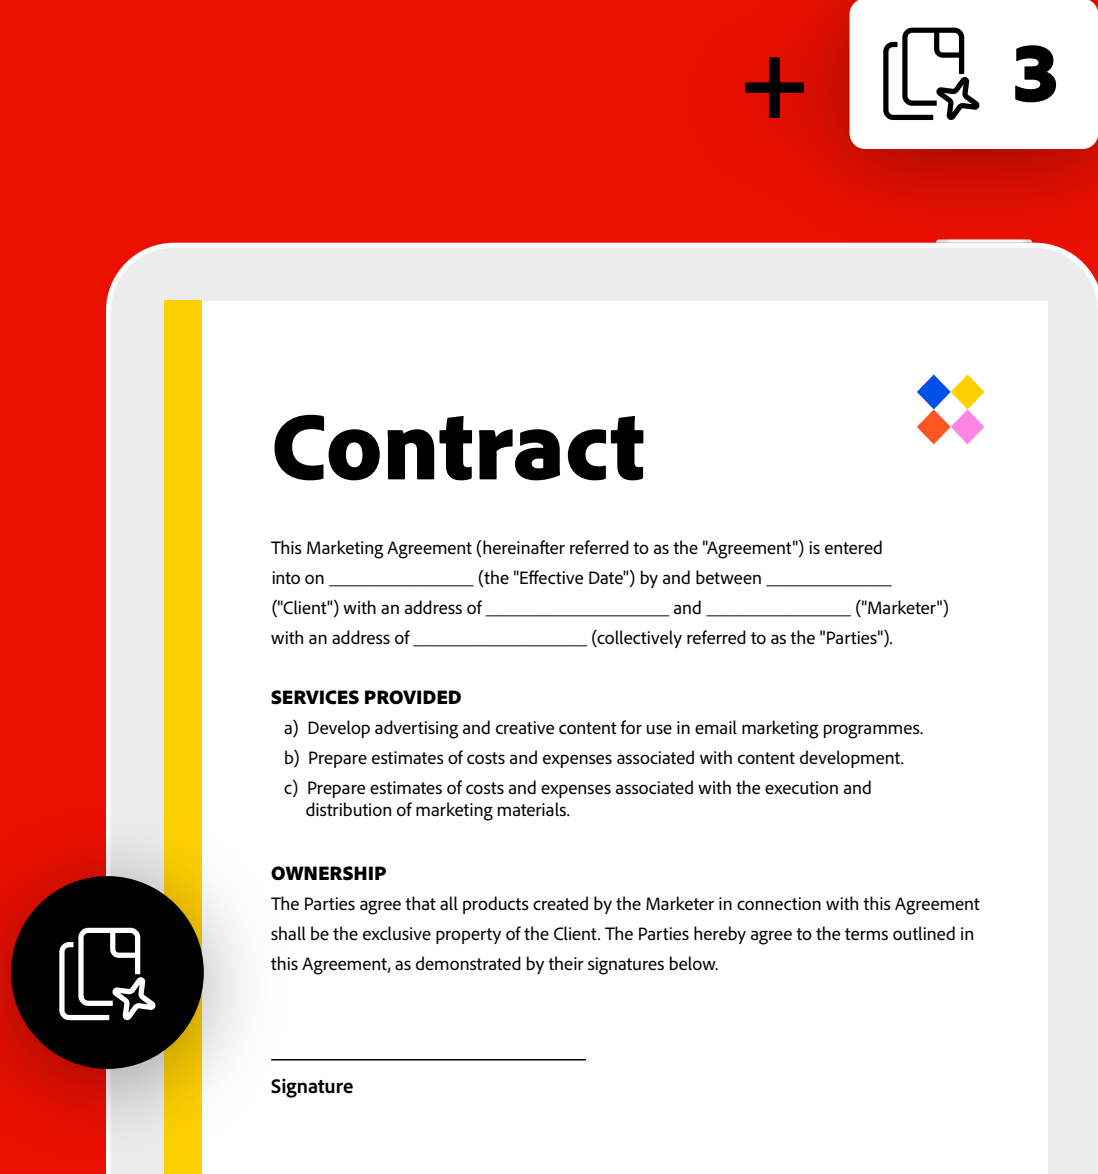 + 3
Contract
This Marketing Agreement (hereinafter referred to as the "Agreement") is entered
into on _______________ (the "Effective Date") by and between _____________
("Client") with an address of ___________________ and _______________ ("Marketer")
with an address of __________________ (collectively referred to as the "Parties").
SERVICES PROVIDED
a) Develop advertising and creative content for use in email marketing programmes.
b) Prepare estimates of costs and expenses associated with content development.
c) Prepare estimates of costs and expenses associated with the execution and
distribution of marketing materials.
OWNERSHIP
The Parties agree that all products created by the Marketer in connection with this Agreement
shall be the exclusive property of the Client. The Parties hereby agree to the terms outlined in
this Agreement, as demonstrated by their signatures below.
Signature